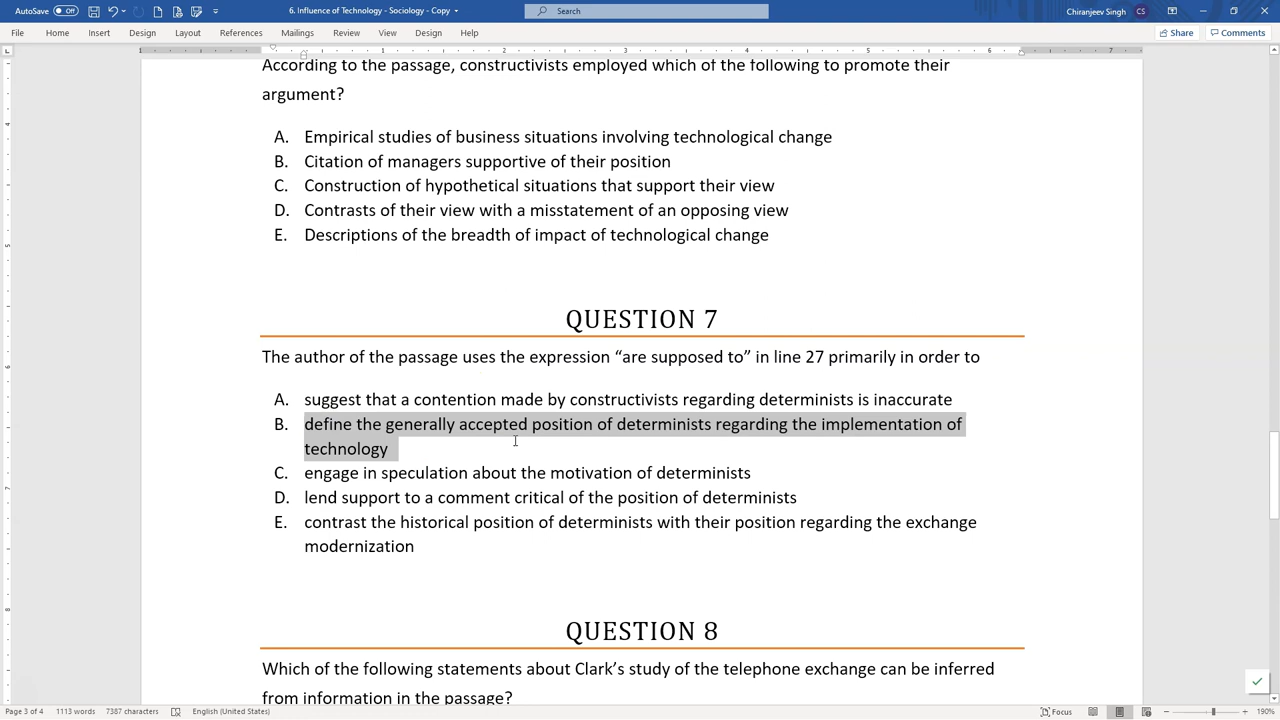 AutoSave Off
6. Influence of Technology - Sociology - Copy
Search
Chiranjeev Singh CS
File Home Insert Draw Design Layout References Mailings Review View Design Help Share Comments
According to the passage, constructivists employed which of the following to promote their
argument?
A. Empirical studies of business situations involving technological change
B. Citation of managers supportive of their position
C. Construction of hypothetical situations that support their view
D. Contrasts of their view with a misstatement of an opposing view
E. Descriptions of the breadth of impact of technological change
QUESTION 7
The author of the passage uses the expression “are supposed to” in line 27 primarily in order to
A. suggest that a contention made by constructivists regarding determinists is inaccurate
B. define the generally accepted position of determinists regarding the implementation of
technology
C. engage in speculation about the motivation of determinists
D. lend support to a comment critical of the position of determinists
E. contrast the historical position of determinists with their position regarding the exchange
modernization
QUESTION 8
Which of the following statements about Clark’s study of the telephone exchange can be inferred
from information in the passage?
Page 3 of 4 1113 words 7387 characters English (United States) Focus 190%